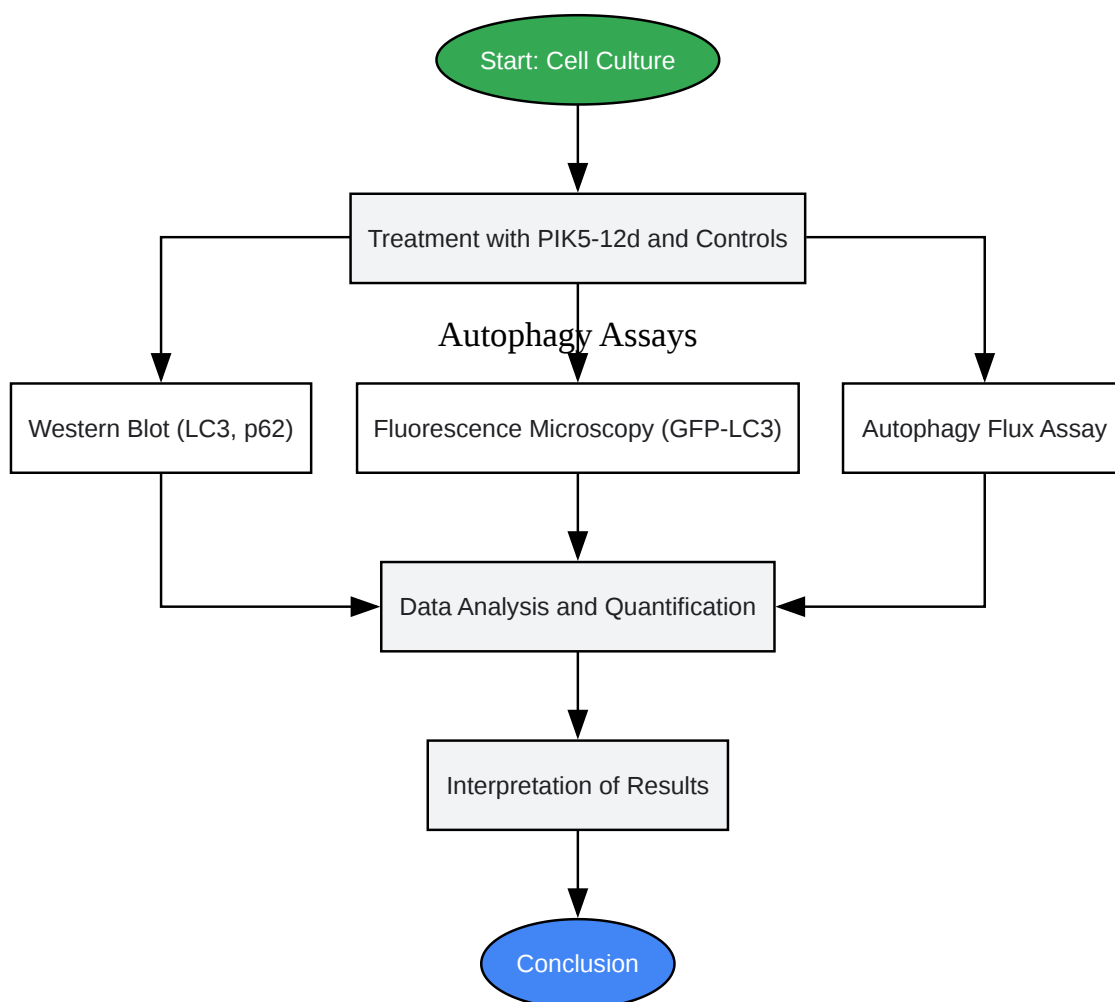 Start: Cell Culture
Treatment with PIK5-12d and Controls
Autophagy Assays
Western Blot (LC3, p62)
Fluorescence Microscopy (GFP-LC3)
Autophagy Flux Assay
Data Analysis and Quantification
Interpretation of Results
Conclusion